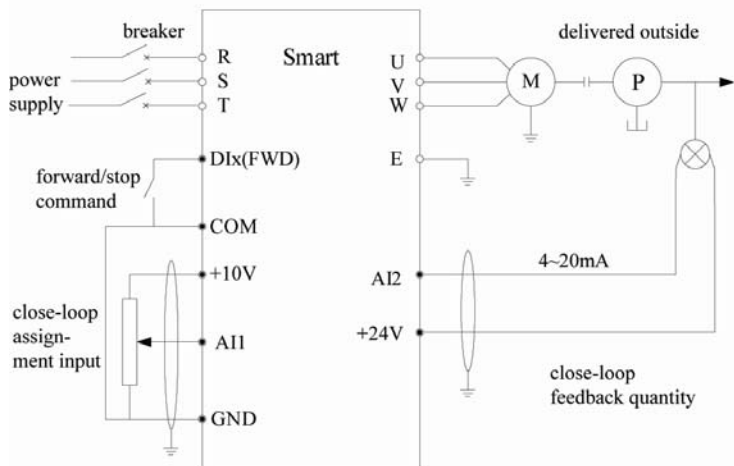 breaker
delivered outside
R
Smart
U
power
supply
S
V
M
P
T
W
DIx(FWD)
E
forward/stop
command
COM
+10V
4~20mA
AI2
close-loop
assign-
ment input
AI1
+24V
close-loop
feedback quantity
GND